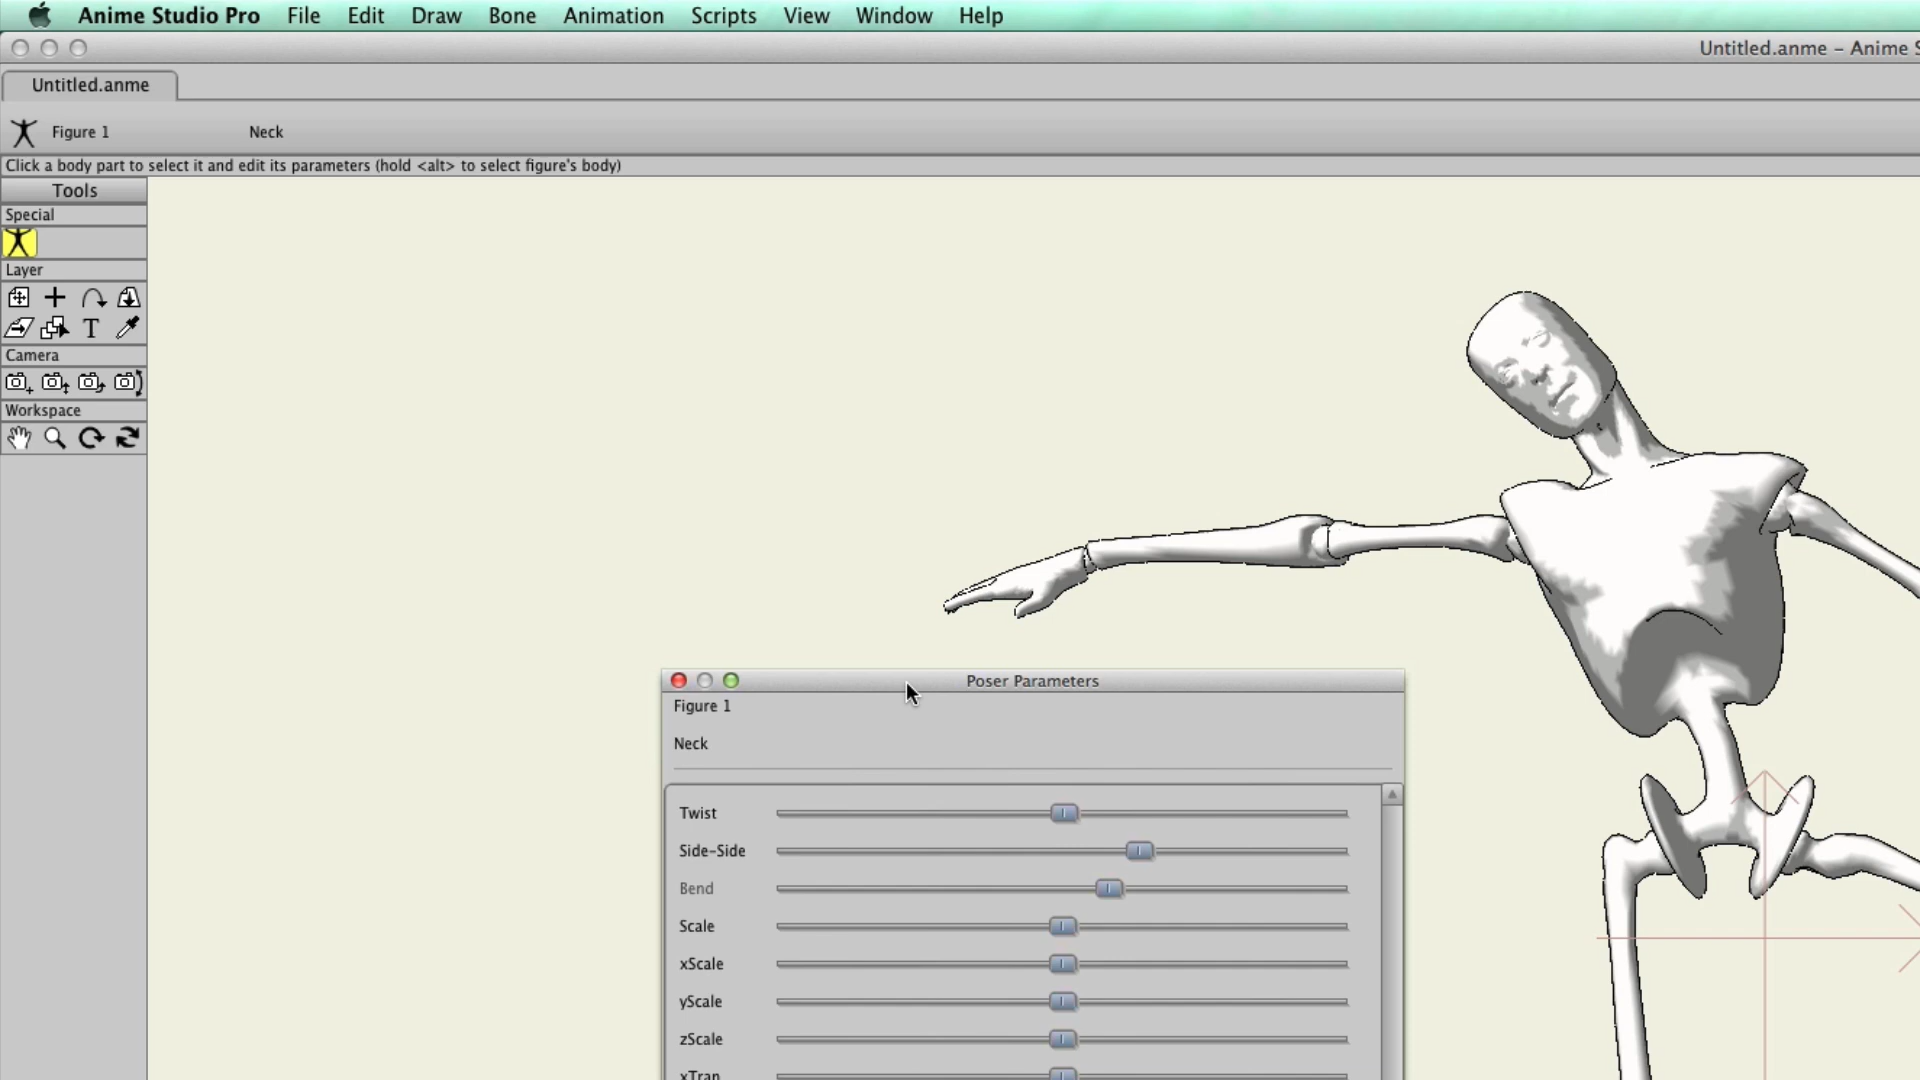 Anime Studio Pro File Edit Draw Bone Animation Scripts View Window Help
Untitled.anme – Anime S
Untitled.anme
Figure 1 Neck
Click a body part to select it and edit its parameters (hold <alt> to select figure's body)
Tools
Special
Layer
T
Camera
Workspace
Poser Parameters
Figure 1
Neck
Twist
Side-Side
Bend
Scale
xScale
yScale
zScale
xTran